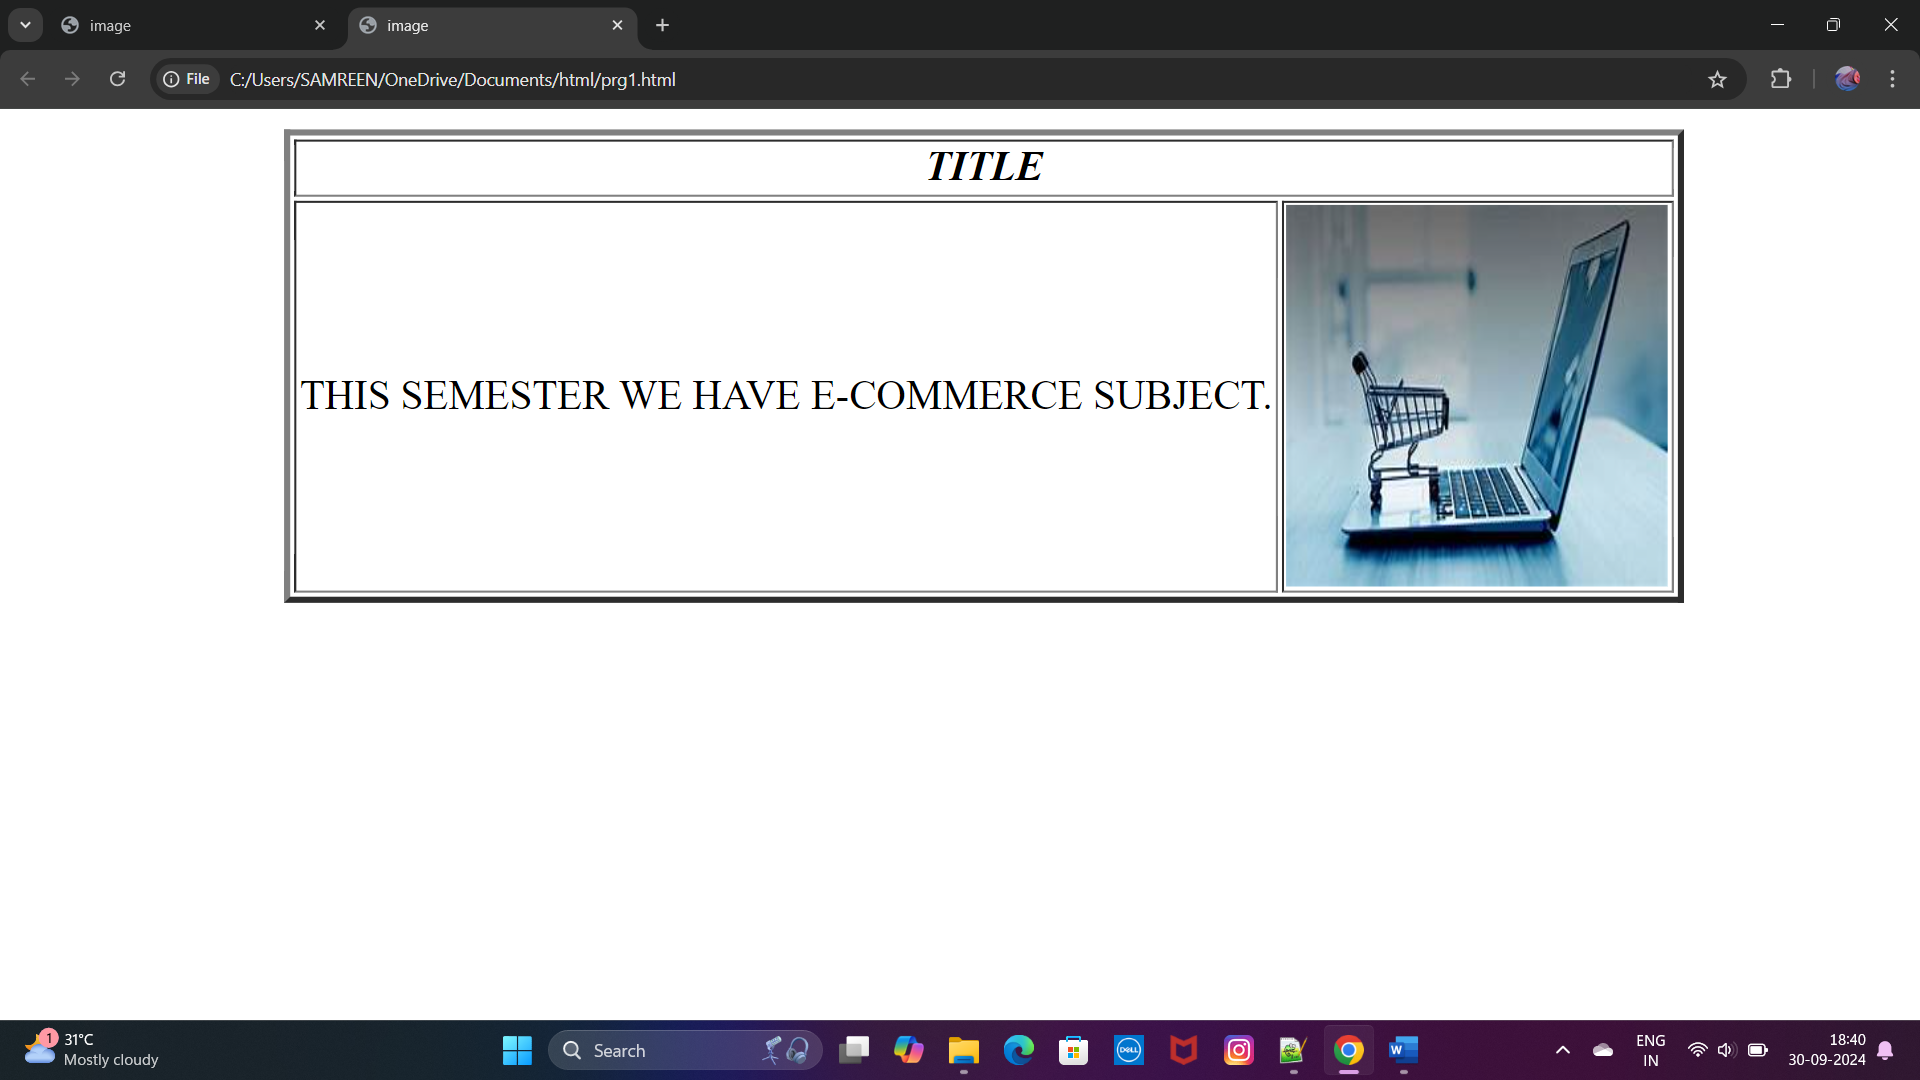 image
image
File
C:/Users/SAMREEN/OneDrive/Documents/html/prg1.html
TITLE
THIS SEMESTER WE HAVE E-COMMERCE SUBJECT.
1
31°C
Mostly cloudy
Search
DELL
W
ENG
IN
18:40
30-09-2024